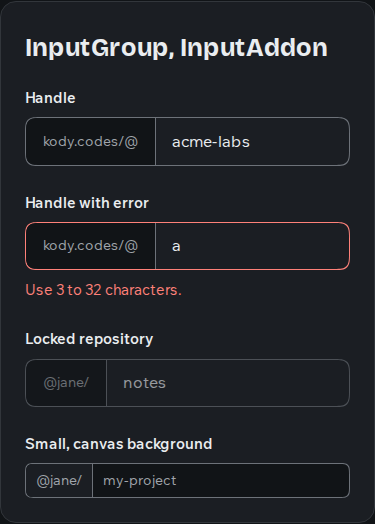 InputGroup, InputAddon
Handle
kody.codes/@ acme-labs
Handle with error
kody.codes/@ a
Use 3 to 32 characters.
Locked repository
@jane/ notes
Small, canvas background
@jane/ my-project